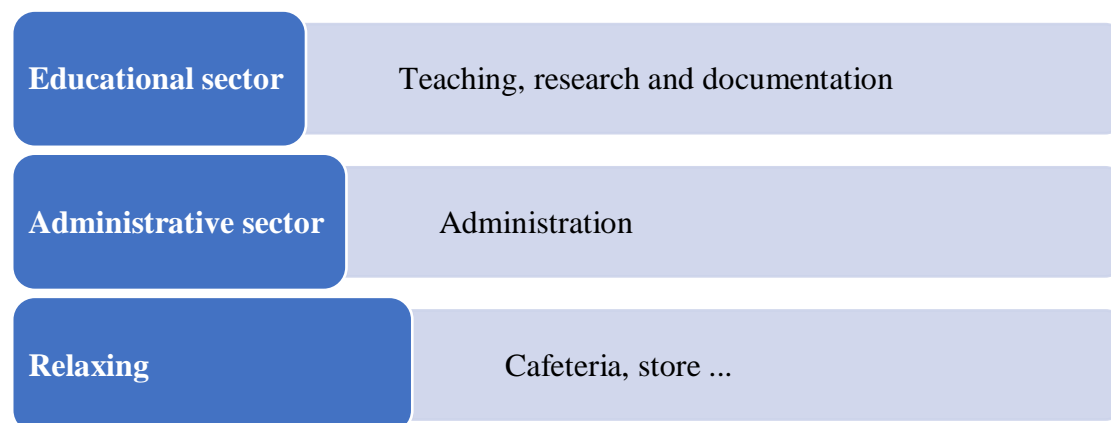 Educational sector
Teaching, research and documentation
Administrative sector
Administration
Relaxing
Cafeteria, store ...